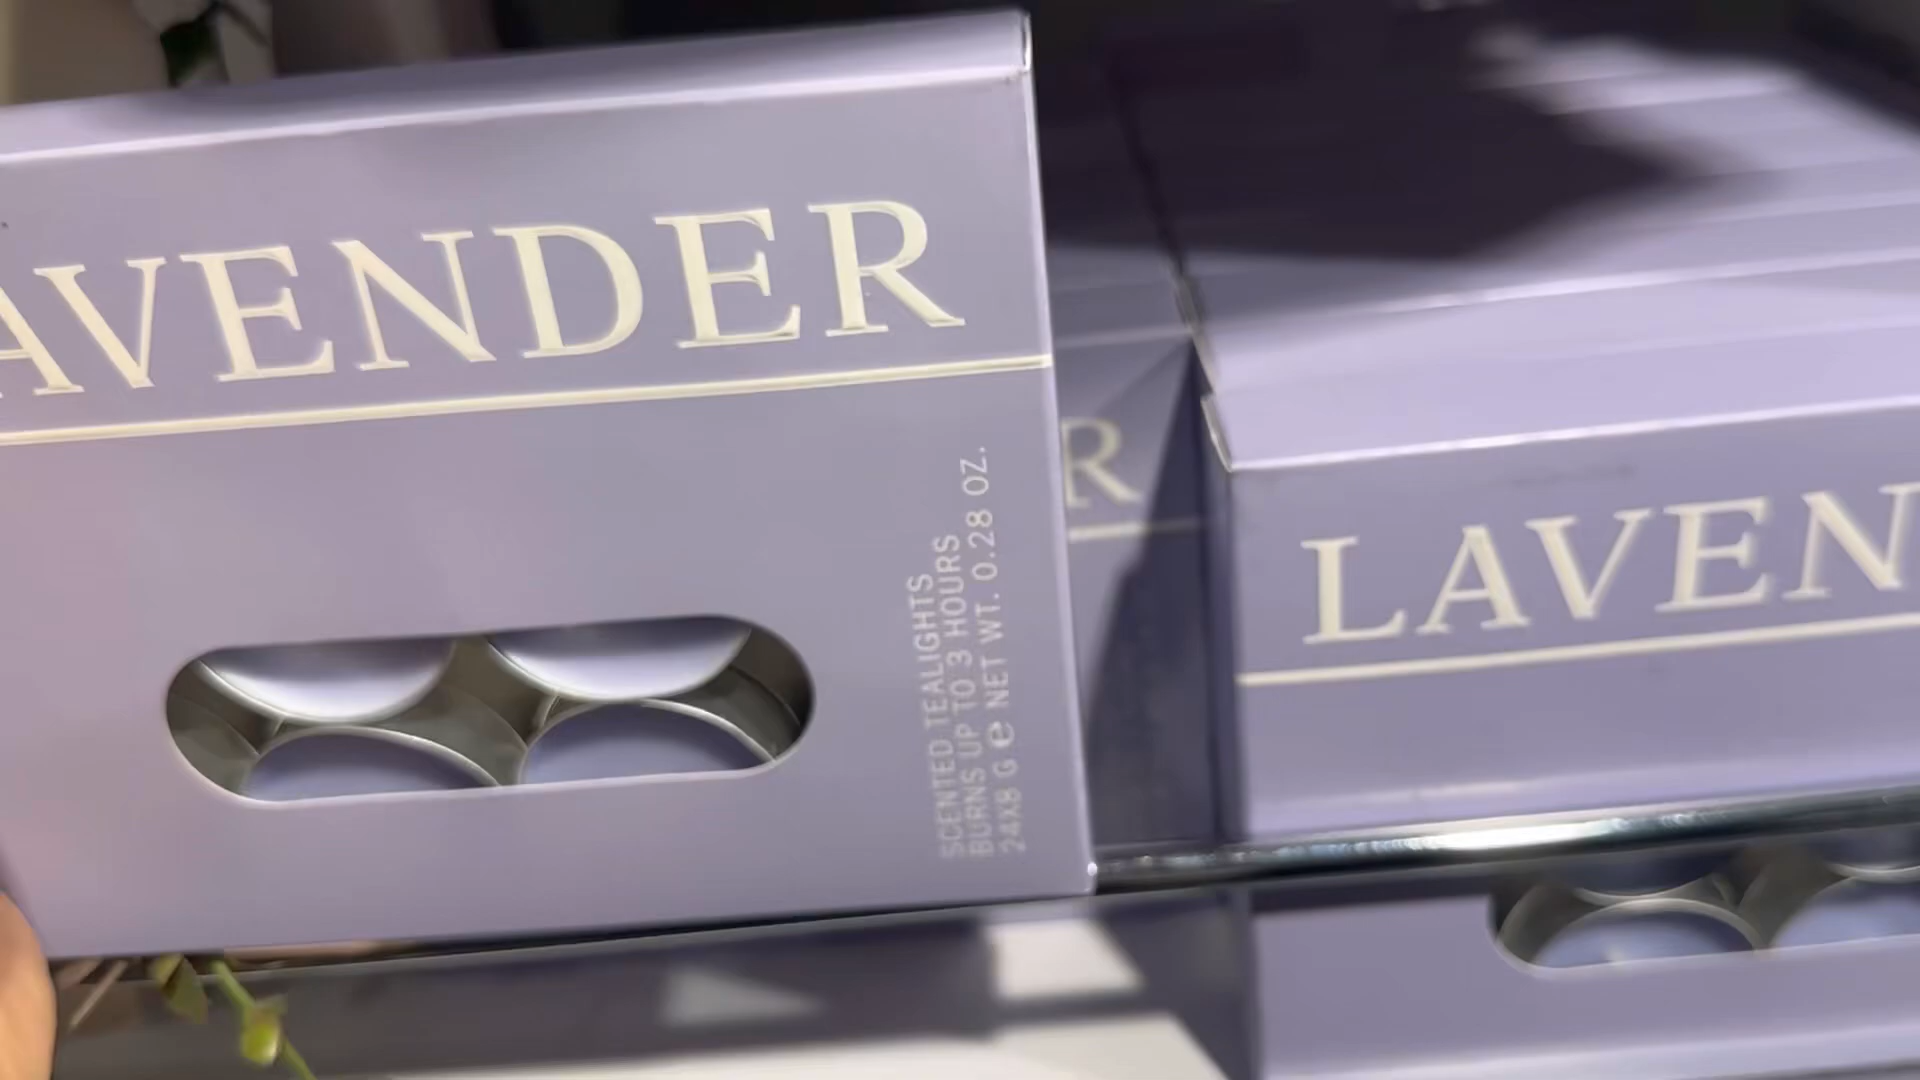 AVENDER
SCENTED TEALIGHTS
BURNS UP TO 3 HOURS
24X8 G ℮ NET WT. 0.28 OZ.
R
LAVEN